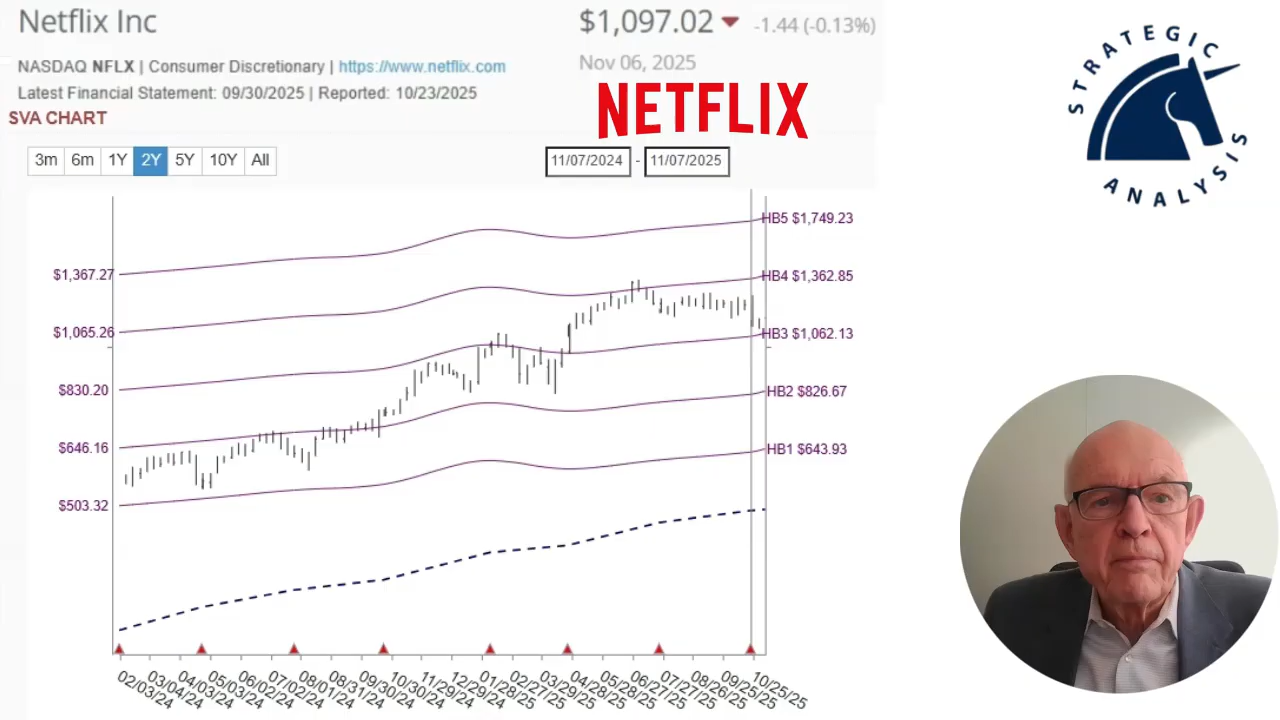 Netflix Inc
$1,097.02 -1.44 (-0.13%)
Nov 06, 2025
NASDAQ NFLX | Consumer Discretionary | https://www.netflix.com
Latest Financial Statement: 09/30/2025 | Reported: 10/23/2025
SVA CHART
NETFLIX
STRATEGIC
ANALYSIS
3m 6m 1Y 2Y 5Y 10Y All
11/07/2024 - 11/07/2025
HB5 $1,749.23
$1,367.27
HB4 $1,362.85
$1,065.26
HB3 $1,062.13
$830.20
HB2 $826.67
$646.16
HB1 $643.93
$503.32
02/03/24
03/04/24
04/03/24
05/03/24
06/02/24
07/02/24
08/01/24
08/31/24
09/30/24
10/30/24
11/29/24
12/29/24
01/28/25
02/27/25
03/29/25
04/28/25
05/28/25
06/27/25
07/27/25
08/26/25
09/25/25
10/25/25